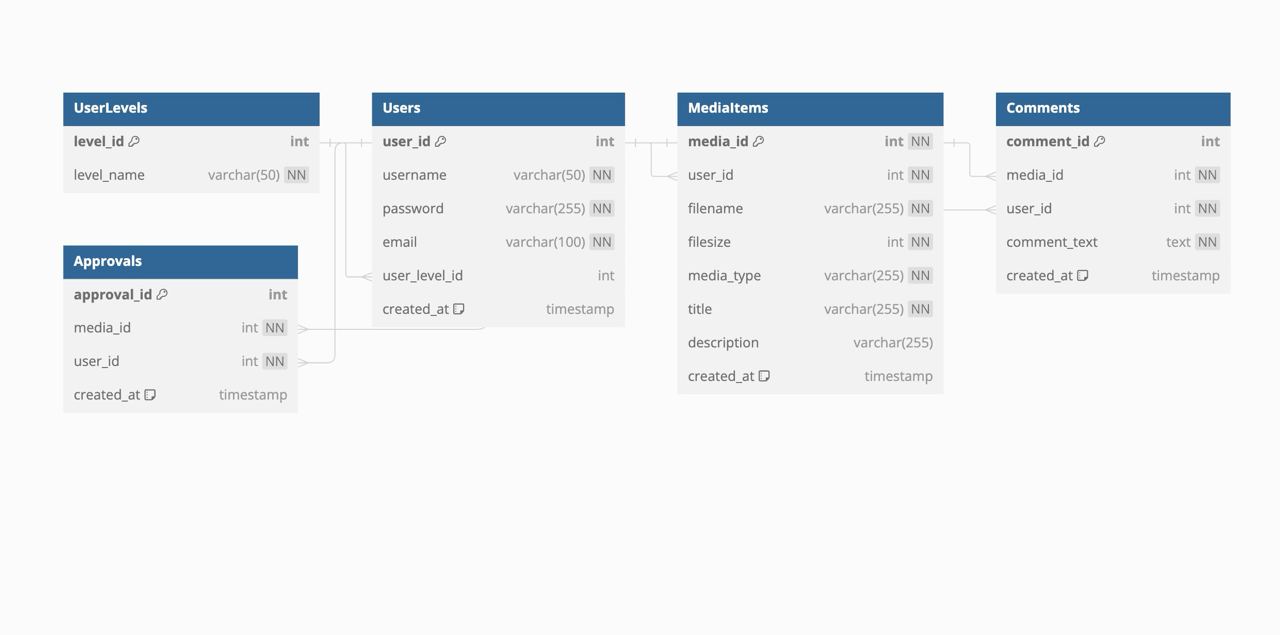 UserLevels
level_id int
level_name varchar(50) NN
Approvals
approval_id int
media_id int NN
user_id int NN
created_at timestamp
Users
user_id int
username varchar(50) NN
password varchar(255) NN
email varchar(100) NN
user_level_id int
created_at timestamp
MediaItems
media_id int NN
user_id int NN
filename varchar(255) NN
filesize int NN
media_type varchar(255) NN
title varchar(255) NN
description varchar(255)
created_at timestamp
Comments
comment_id int
media_id int NN
user_id int NN
comment_text text NN
created_at timestamp